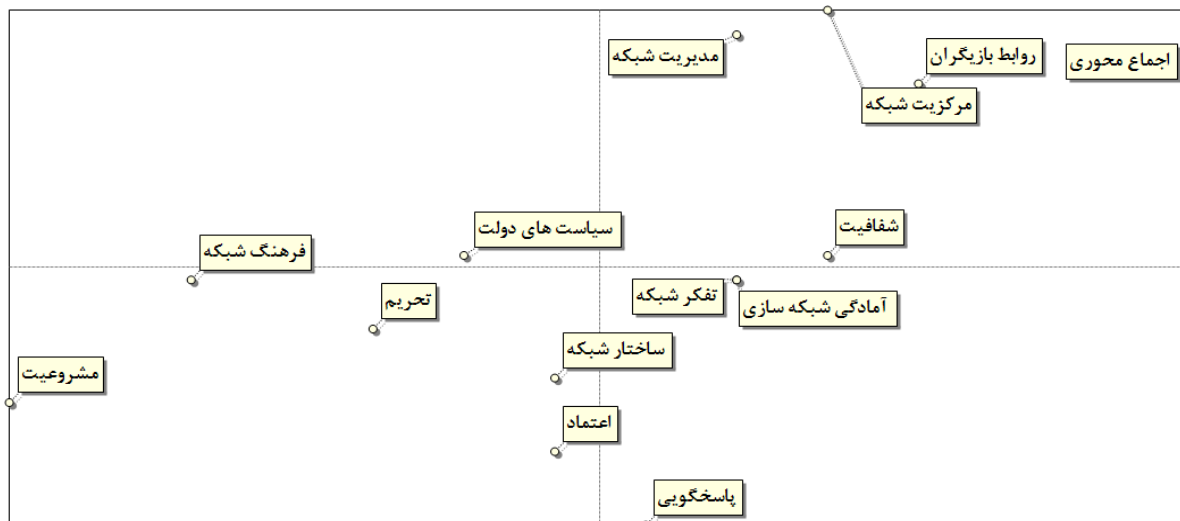 مدیریت شبکه
روابط بازیگران
اجماع محوری
مرکزیت شبکه
سیاست های دولت
شفافیت
فرهنگ شبکه
تحریم
تفکر شبکه
آمادگی شبکه سازی
ساختار شبکه
مشروعیت
اعتماد
پاسخگویی